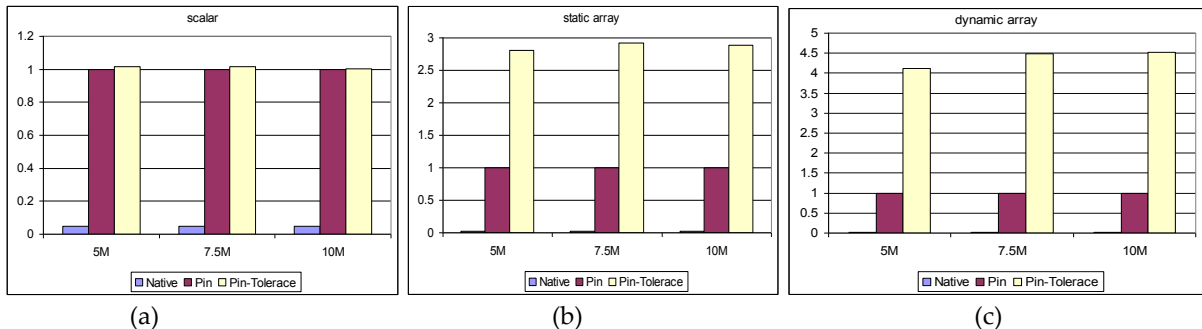 scalar
1.2
1
0.8
0.6
0.4
0.2
0
5M 7.5M 10M
Native Pin Pin-Tolerace
(a)
static array
3
2.5
2
1.5
1
0.5
0
5M 7.5M 10M
Native Pin Pin-Tolerace
(b)
dynamic array
5
4.5
4
3.5
3
2.5
2
1.5
1
0.5
0
5M 7.5M 10M
Native Pin Pin-Tolerace
(c)